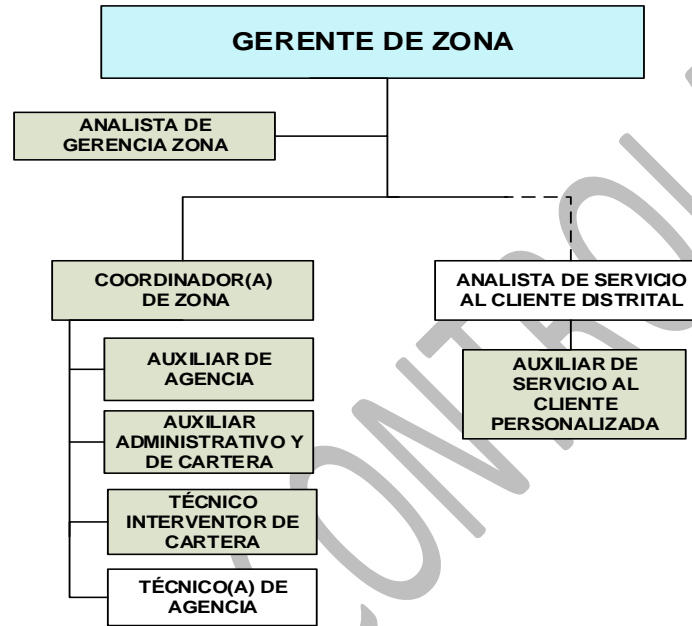 GERENTE DE ZONA
ANALISTA DE
GERENCIA ZONA
COORDINADOR(A)
DE ZONA
AUXILIAR DE
AGENCIA
AUXILIAR
ADMINISTRATIVO Y
DE CARTERA
TÉCNICO
INTERVENTOR DE
CARTERA
TÉCNICO(A) DE
AGENCIA
ANALISTA DE SERVICIO
AL CLIENTE DISTRITAL
AUXILIAR DE
SERVICIO AL
CLIENTE
PERSONALIZADA
CONTROL